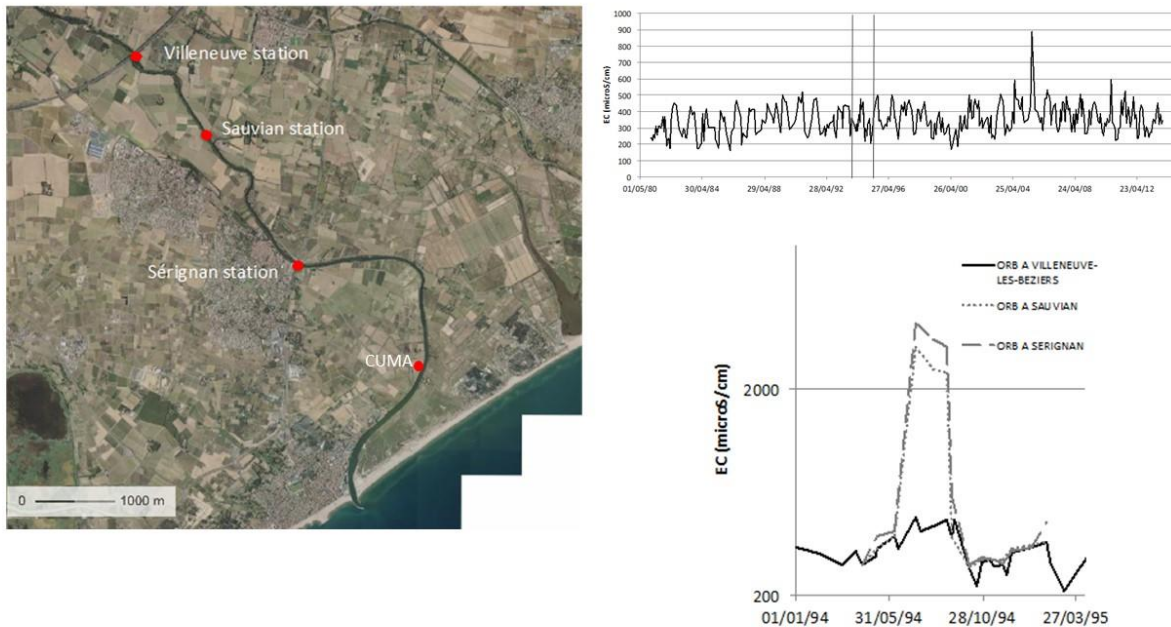 Villeneuve station
Sauvian station
Sérignan station
CUMA
0 1000 m
EC (microS/cm)
1000
900
800
700
600
500
400
300
200
100
0
01/05/80 30/04/84 29/04/88 28/04/92 27/04/96 26/04/00 25/04/04 24/04/08 23/04/12
ORB A VILLENEUVE-
LES-BEZIERS
ORB A SAUVIAN
ORB A SERIGNAN
EC (microS/cm)
2000
200
01/01/94 31/05/94 28/10/94 27/03/95